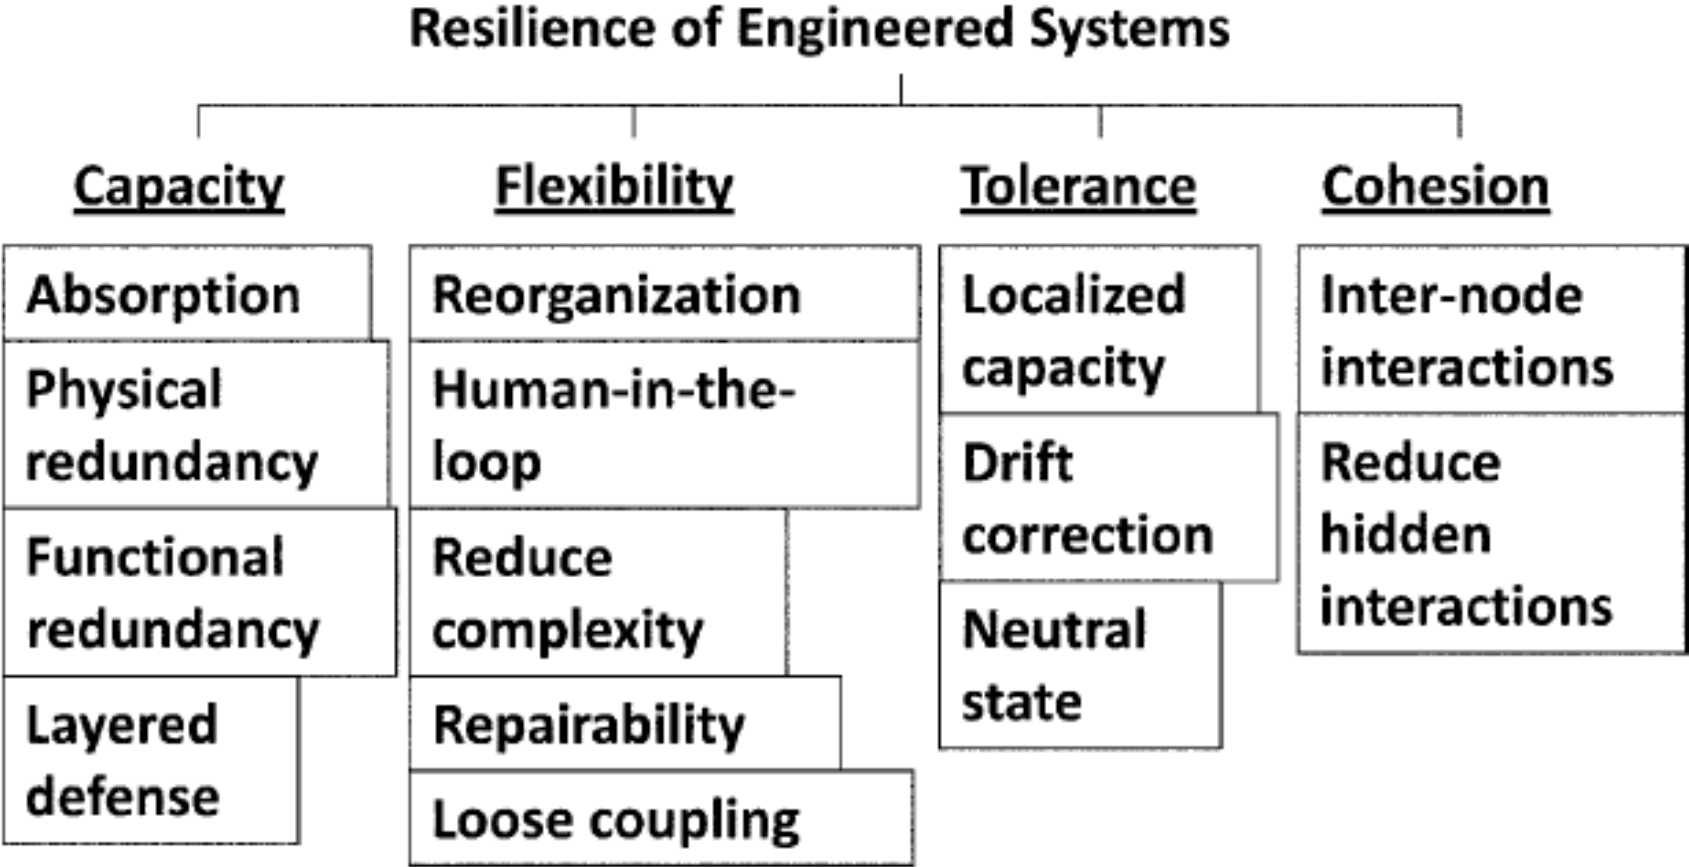 Resilience of Engineered Systems
Capacity
Absorption
Physical
redundancy
Functional
redundancy
Layered
defense
Flexibility
Reorganization
Human-in-the-
loop
Reduce
complexity
Repairability
Loose coupling
Tolerance
Localized
capacity
Drift
correction
Neutral
state
Cohesion
Inter-node
interactions
Reduce
hidden
interactions